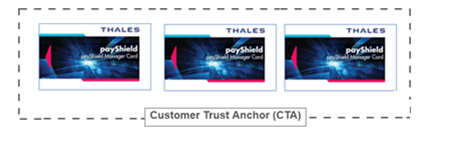 THALES
payShield
payShield Manager Card
THALES
payShield
payShield Manager Card
THALES
payShield
payShield Manager Card
Customer Trust Anchor (CTA)